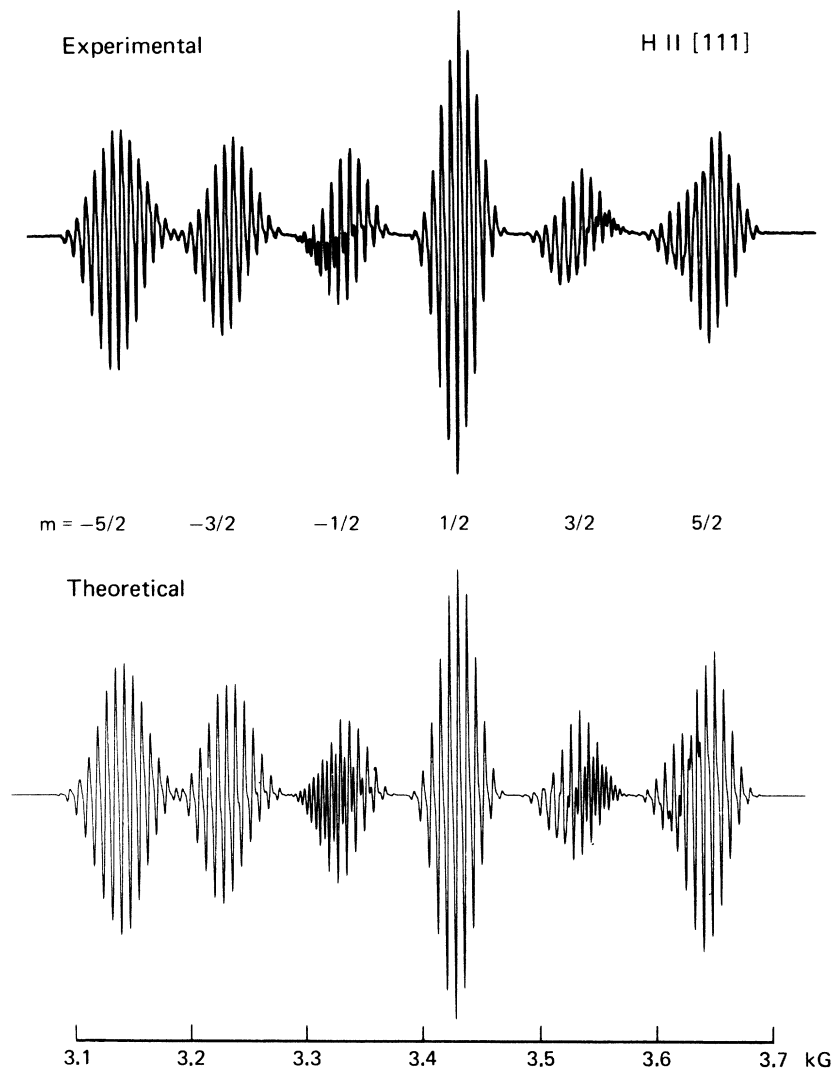 Experimental
H II [111]
m = −5/2 −3/2 −1/2 1/2 3/2 5/2
Theoretical
3.1 3.2 3.3 3.4 3.5 3.6 3.7 kG